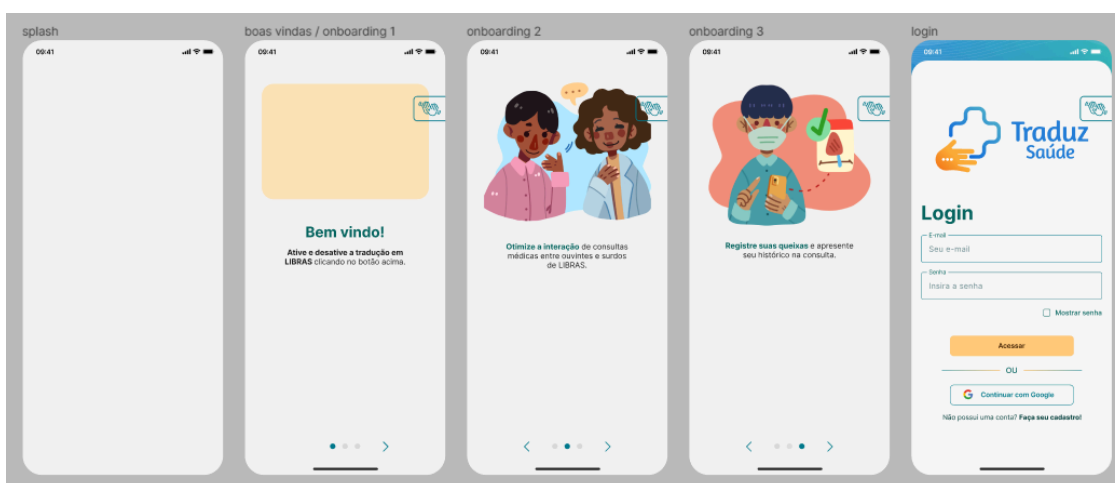 splash
boas vindas / onboarding 1
onboarding 2
onboarding 3
login
09:41
09:41
Bem vindo!
Ative e desative a tradução em
LIBRAS clicando no botão acima.
09:41
Otimize a interação de consultas
médicas entre ouvintes e surdos
de LIBRAS.
09:41
Registre suas queixas e apresente
seu histórico na consulta.
09:41
Traduz
Saúde
Login
E-mail
Seu e-mail
Senha
Insira a senha
Mostrar senha
Acessar
OU
Continuar com Google
Não possui uma conta? Faça seu cadastro!